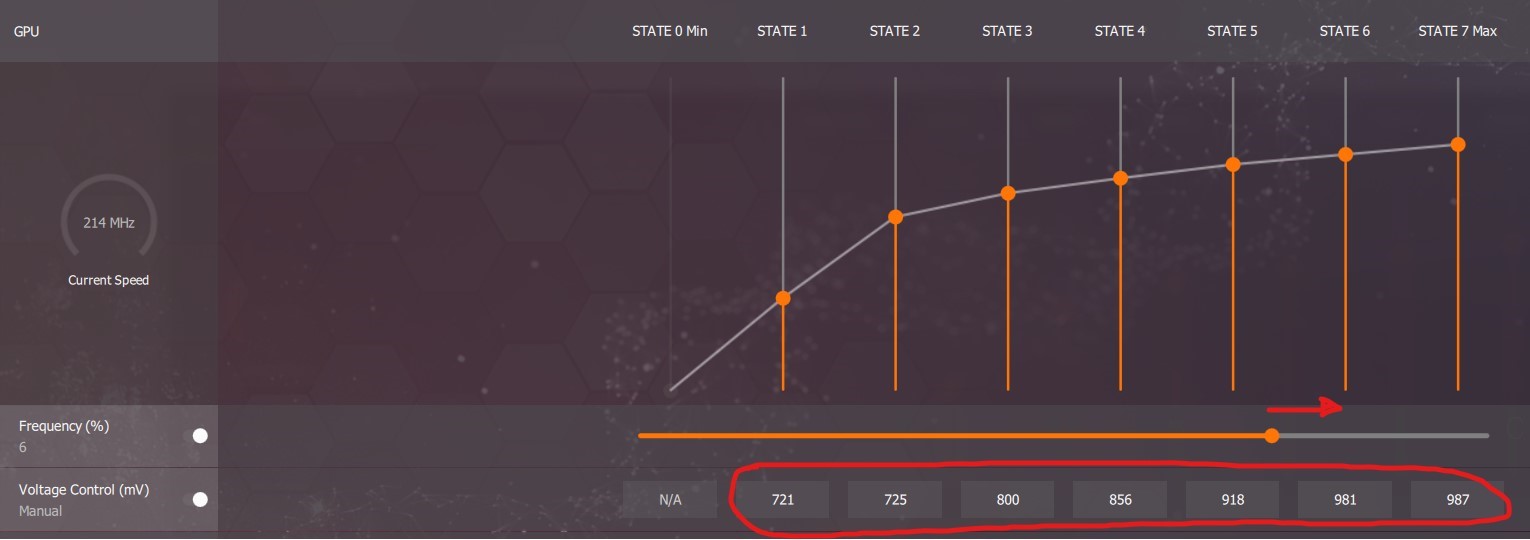 GPU
STATE 0 Min STATE 1 STATE 2 STATE 3 STATE 4 STATE 5 STATE 6 STATE 7 Max
214 MHz
Current Speed
Frequency (%)
6
Voltage Control (mV)
Manual
N/A 721 725 800 856 918 981 987